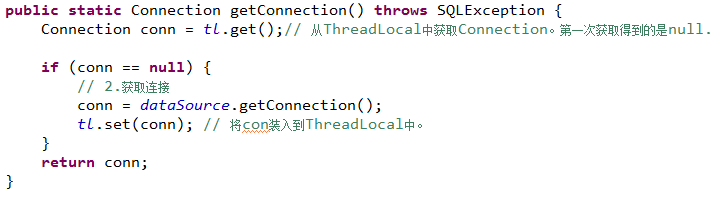 public static Connection getConnection() throws SQLException {
Connection conn = tl.get();// 从ThreadLocal中获取Connection。第一次获取得到的是null.
if (conn == null) {
// 2.获取连接
conn = dataSource.getConnection();
tl.set(conn); // 将con装入到ThreadLocal中。
}
return conn;
}